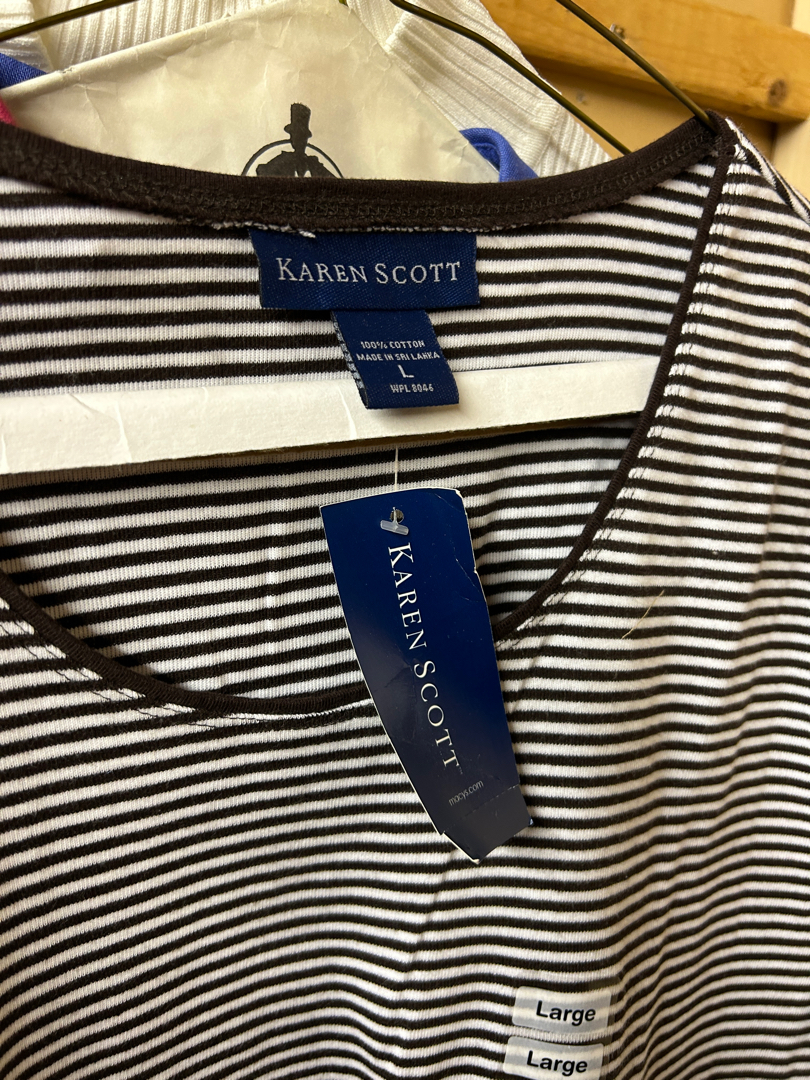 KAREN SCOTT
100% COTTON
MADE IN SRI LANKA
L
WPL 8046
KAREN SCOTT
macys.com
Large
Large